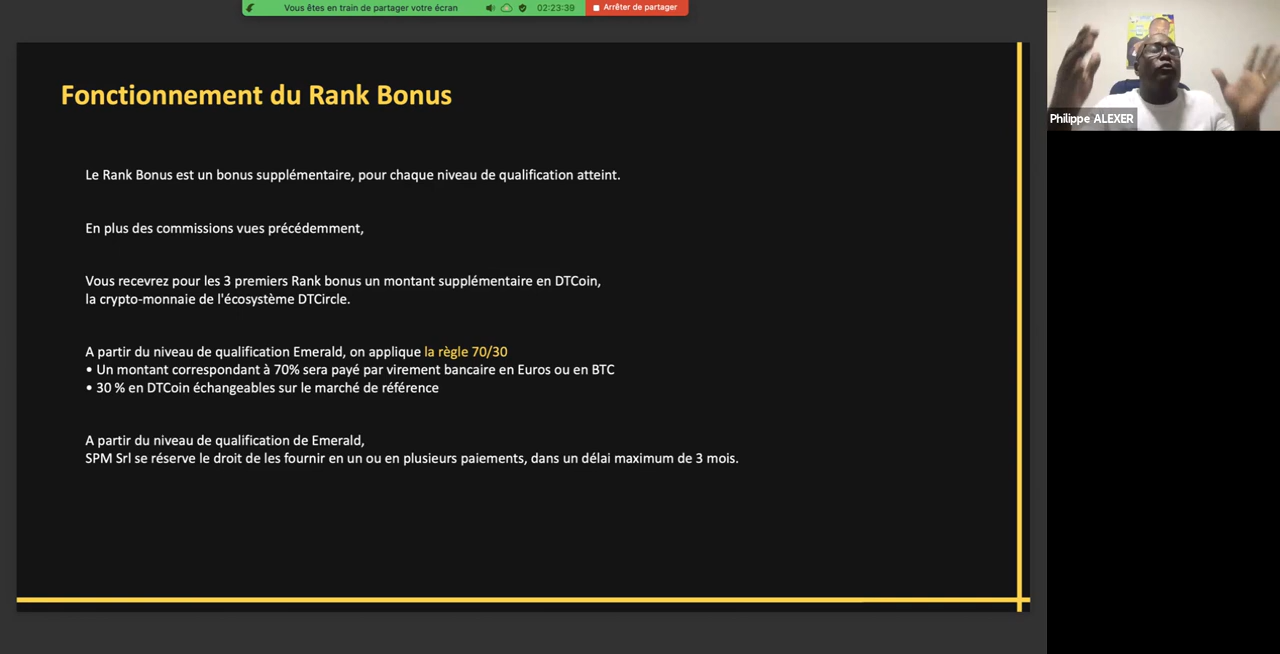 Vous êtes en train de partager votre écran
02:23:39
Arrêter de partager
Fonctionnement du Rank Bonus
Le Rank Bonus est un bonus supplémentaire, pour chaque niveau de qualification atteint.
En plus des commissions vues précédemment,
Vous recevrez pour les 3 premiers Rank bonus un montant supplémentaire en DTCoin,
la crypto-monnaie de l'écosystème DTCircle.
A partir du niveau de qualification Emerald, on applique la règle 70/30
• Un montant correspondant à 70% sera payé par virement bancaire en Euros ou en BTC
• 30 % en DTCoin échangeables sur le marché de référence
A partir du niveau de qualification de Emerald,
SPM Srl se réserve le droit de les fournir en un ou en plusieurs paiements, dans un délai maximum de 3 mois.
Philippe ALEXER